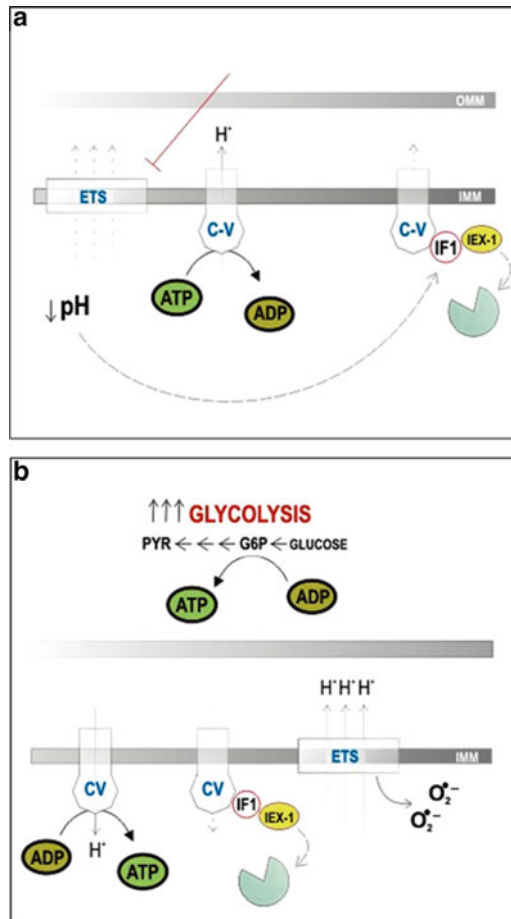 a
OMM
H⁺
ETS
IMM
C-V
C-V
IF1
IEX-1
ATP
ADP
↓pH
b
↑↑↑ GLYCOLYSIS
PYR ← ← ← G6P ← GLUCOSE
ATP
ADP
H⁺ H⁺ H⁺
ETS
IMM
CV
CV
IF1
IEX-1
O₂•−
O₂•−
ADP
H⁺
ATP